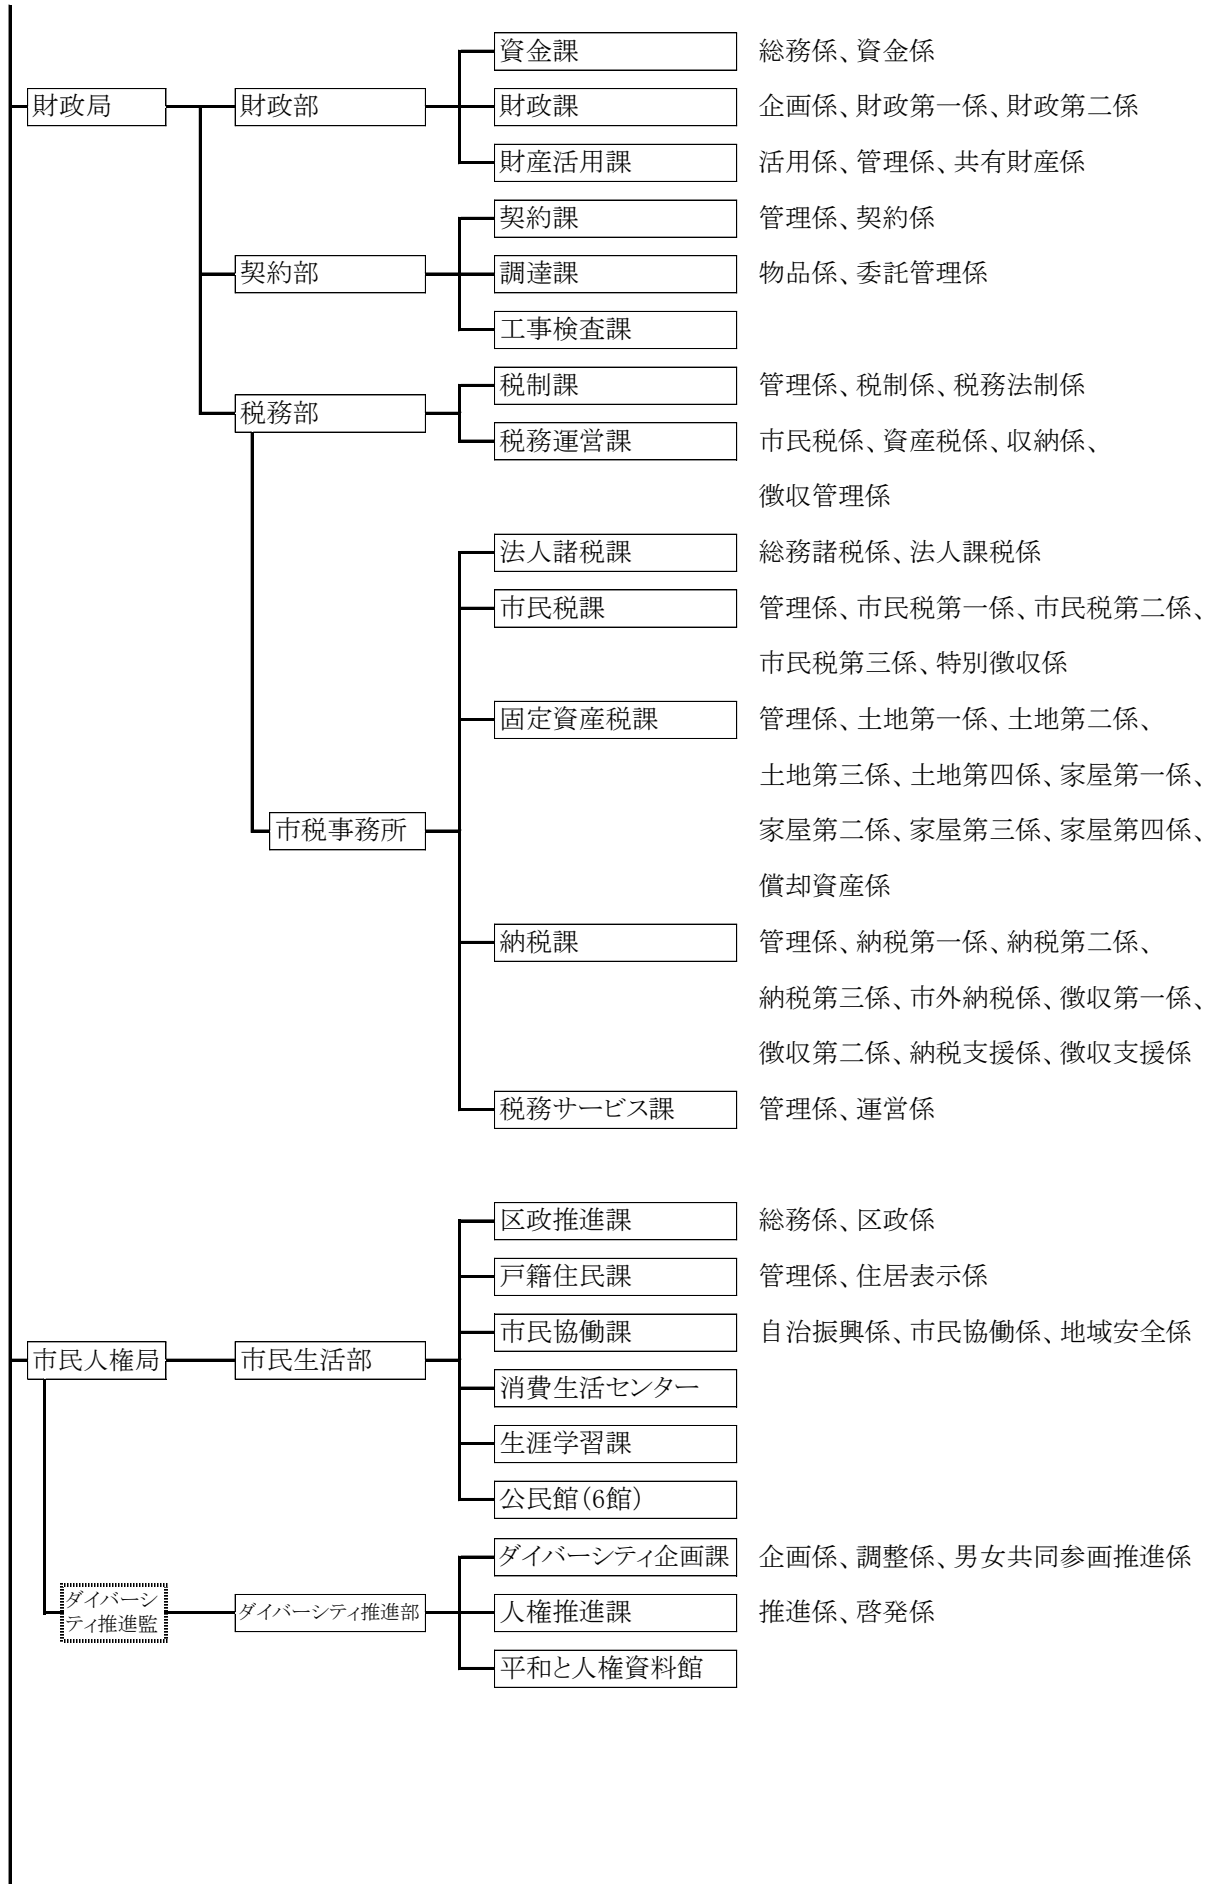 資金課 総務係、資金係
財政局 財政部 財政課 企画係、財政第一係、財政第二係
財産活用課 活用係、管理係、共有財産係
契約課 管理係、契約係
契約部 調達課 物品係、委託管理係
工事検査課
税制課 管理係、税制係、税務法制係
税務部
税務運営課 市民税係、資産税係、収納係、
徴収管理係
法人諸税課 総務諸税係、法人課税係
市民税課 管理係、市民税第一係、市民税第二係、
市民税第三係、特別徴収係
固定資産税課 管理係、土地第一係、土地第二係、
土地第三係、土地第四係、家屋第一係、
市税事務所 家屋第二係、家屋第三係、家屋第四係、
償却資産係
納税課 管理係、納税第一係、納税第二係、
納税第三係、市外納税係、徴収第一係、
徴収第二係、納税支援係、徴収支援係
税務サービス課 管理係、運営係
区政推進課 総務係、区政係
戸籍住民課 管理係、住居表示係
市民協働課 自治振興係、市民協働係、地域安全係
市民人権局 市民生活部
消費生活センター
生涯学習課
公民館（6館）
ダイバーシティ企画課 企画係、調整係、男女共同参画推進係
ダイバーシ
ティ推進監
ダイバーシティ推進部 人権推進課 推進係、啓発係
平和と人権資料館